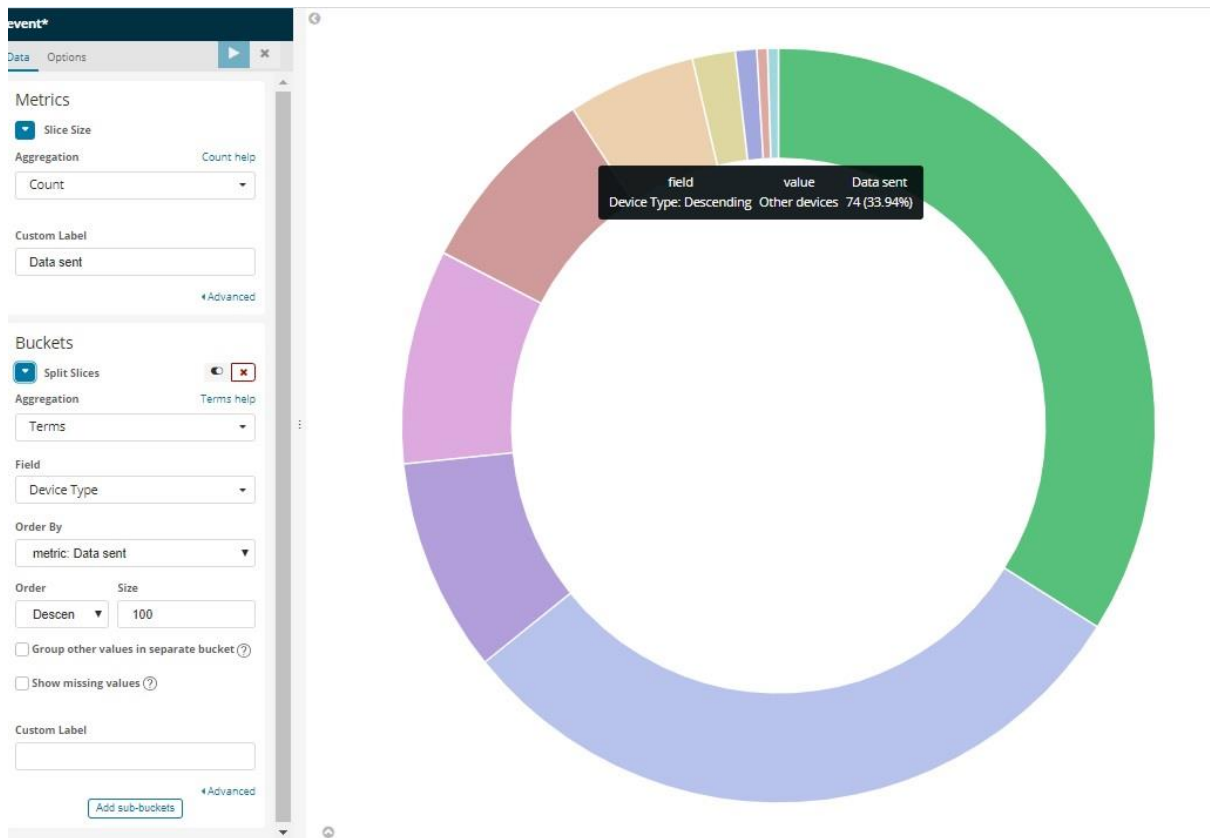 event*
Data Options
Metrics
Slice Size
Aggregation Count help
Count
Custom Label
Data sent
Advanced
Buckets
Split Slices
Aggregation Terms help
Terms
Field
Device Type
Order By
metric: Data sent
Order Size
Descen 100
Group other values in separate bucket ?
Show missing values ?
Custom Label
Advanced
Add sub-buckets
field value Data sent
Device Type: Descending Other devices 74 (33.94%)